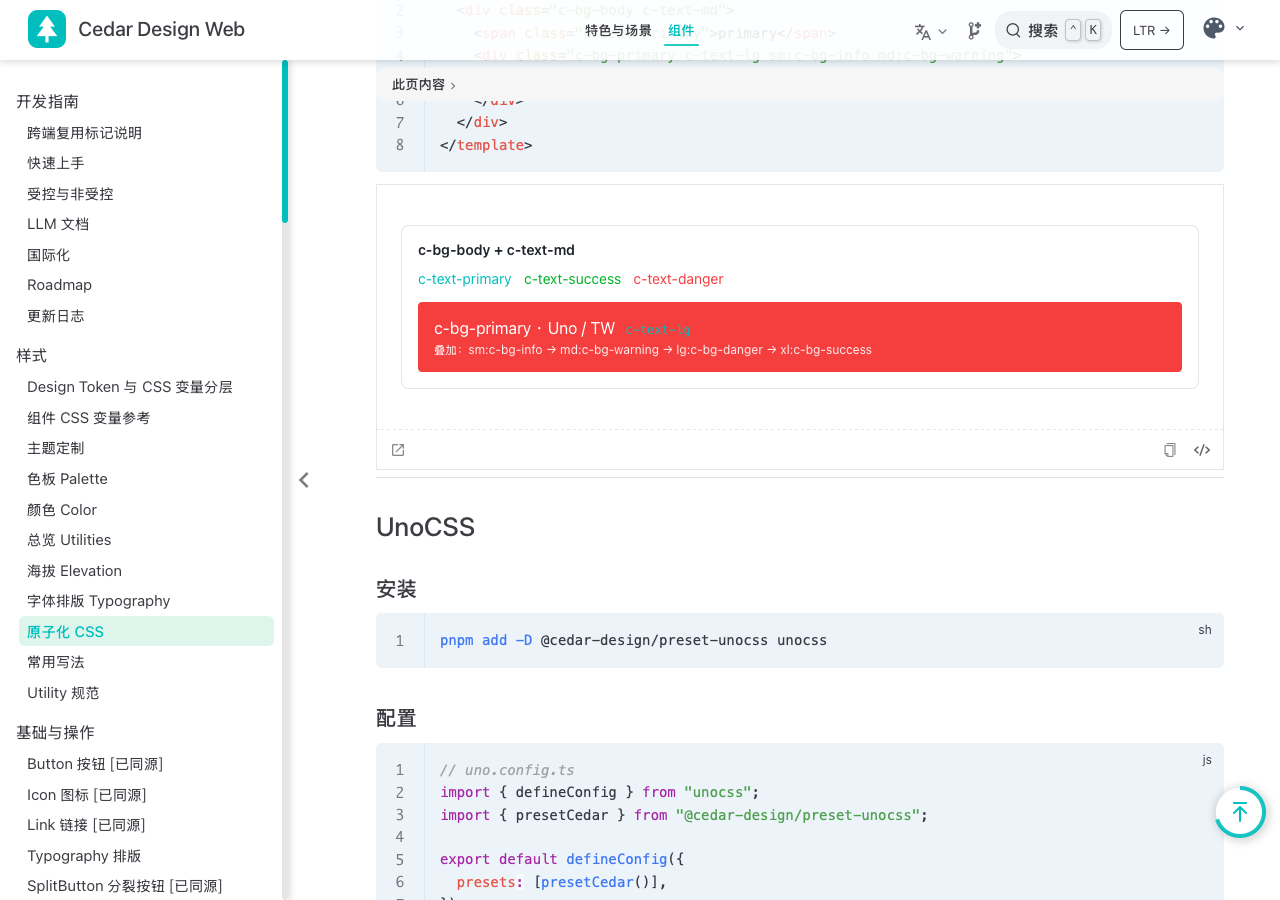 Cedar Design Web
特色与场景
组件
搜索
^
K
LTR →
开发指南
跨端复用标记说明
快速上手
受控与非受控
LLM 文档
国际化
Roadmap
更新日志
样式
Design Token 与 CSS 变量分层
组件 CSS 变量参考
主题定制
色板 Palette
颜色 Color
总览 Utilities
海拔 Elevation
字体排版 Typography
原子化 CSS
常用写法
Utility 规范
基础与操作
Button 按钮 [已同源]
Icon 图标 [已同源]
Link 链接 [已同源]
Typography 排版
SplitButton 分裂按钮 [已同源]
2 <div class="c-bg-body c-text-md">
<div class="c-bg-primary c-text-lg sm:c-bg-info md:c-bg-warning">
此页内容 ›
6 </div>
7 </div>
8 </template>
c-bg-body + c-text-md
c-text-primary c-text-success c-text-danger
c-bg-primary · Uno / TW c-text-lg
叠加：sm:c-bg-info → md:c-bg-warning → lg:c-bg-danger → xl:c-bg-success
UnoCSS
安装
sh
1 pnpm add -D @cedar-design/preset-unocss unocss
配置
js
1 // uno.config.ts
2 import { defineConfig } from "unocss";
3 import { presetCedar } from "@cedar-design/preset-unocss";
4
5 export default defineConfig({
6 presets: [presetCedar()],